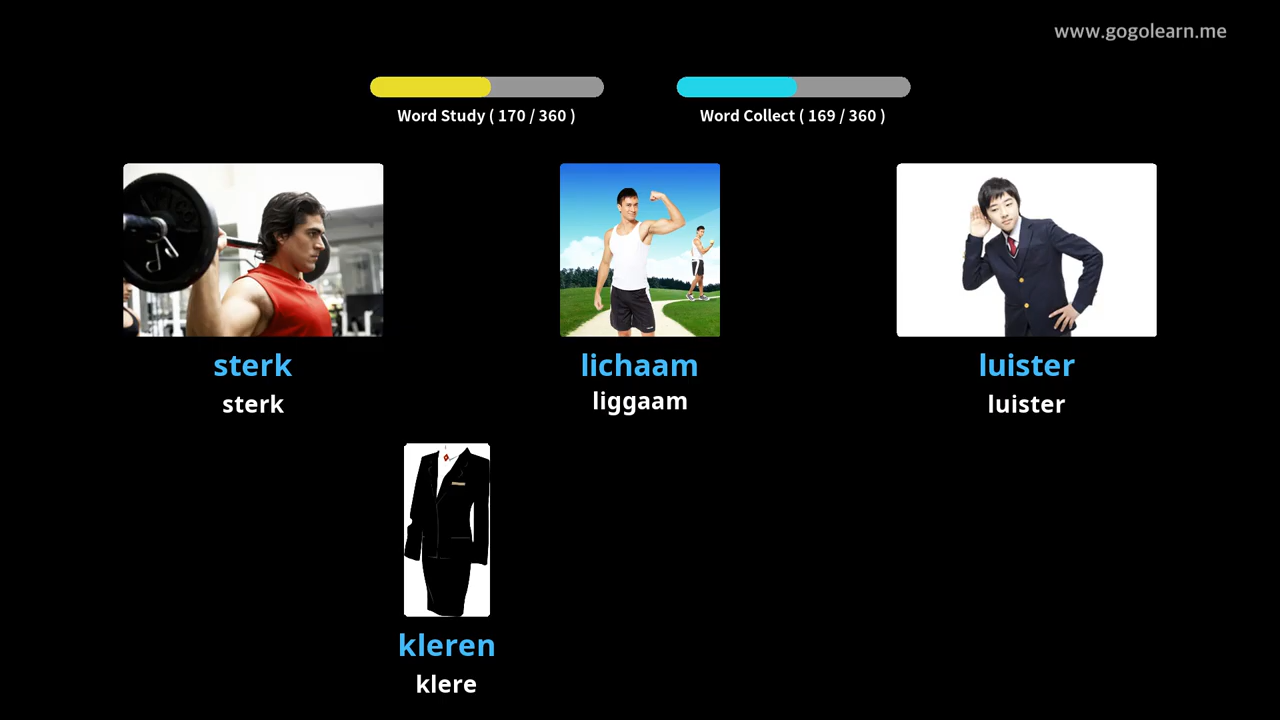 www.gogolearn.me
Word Study ( 170 / 360 )
Word Collect ( 169 / 360 )
sterk
sterk
lichaam
liggaam
luister
luister
kleren
klere